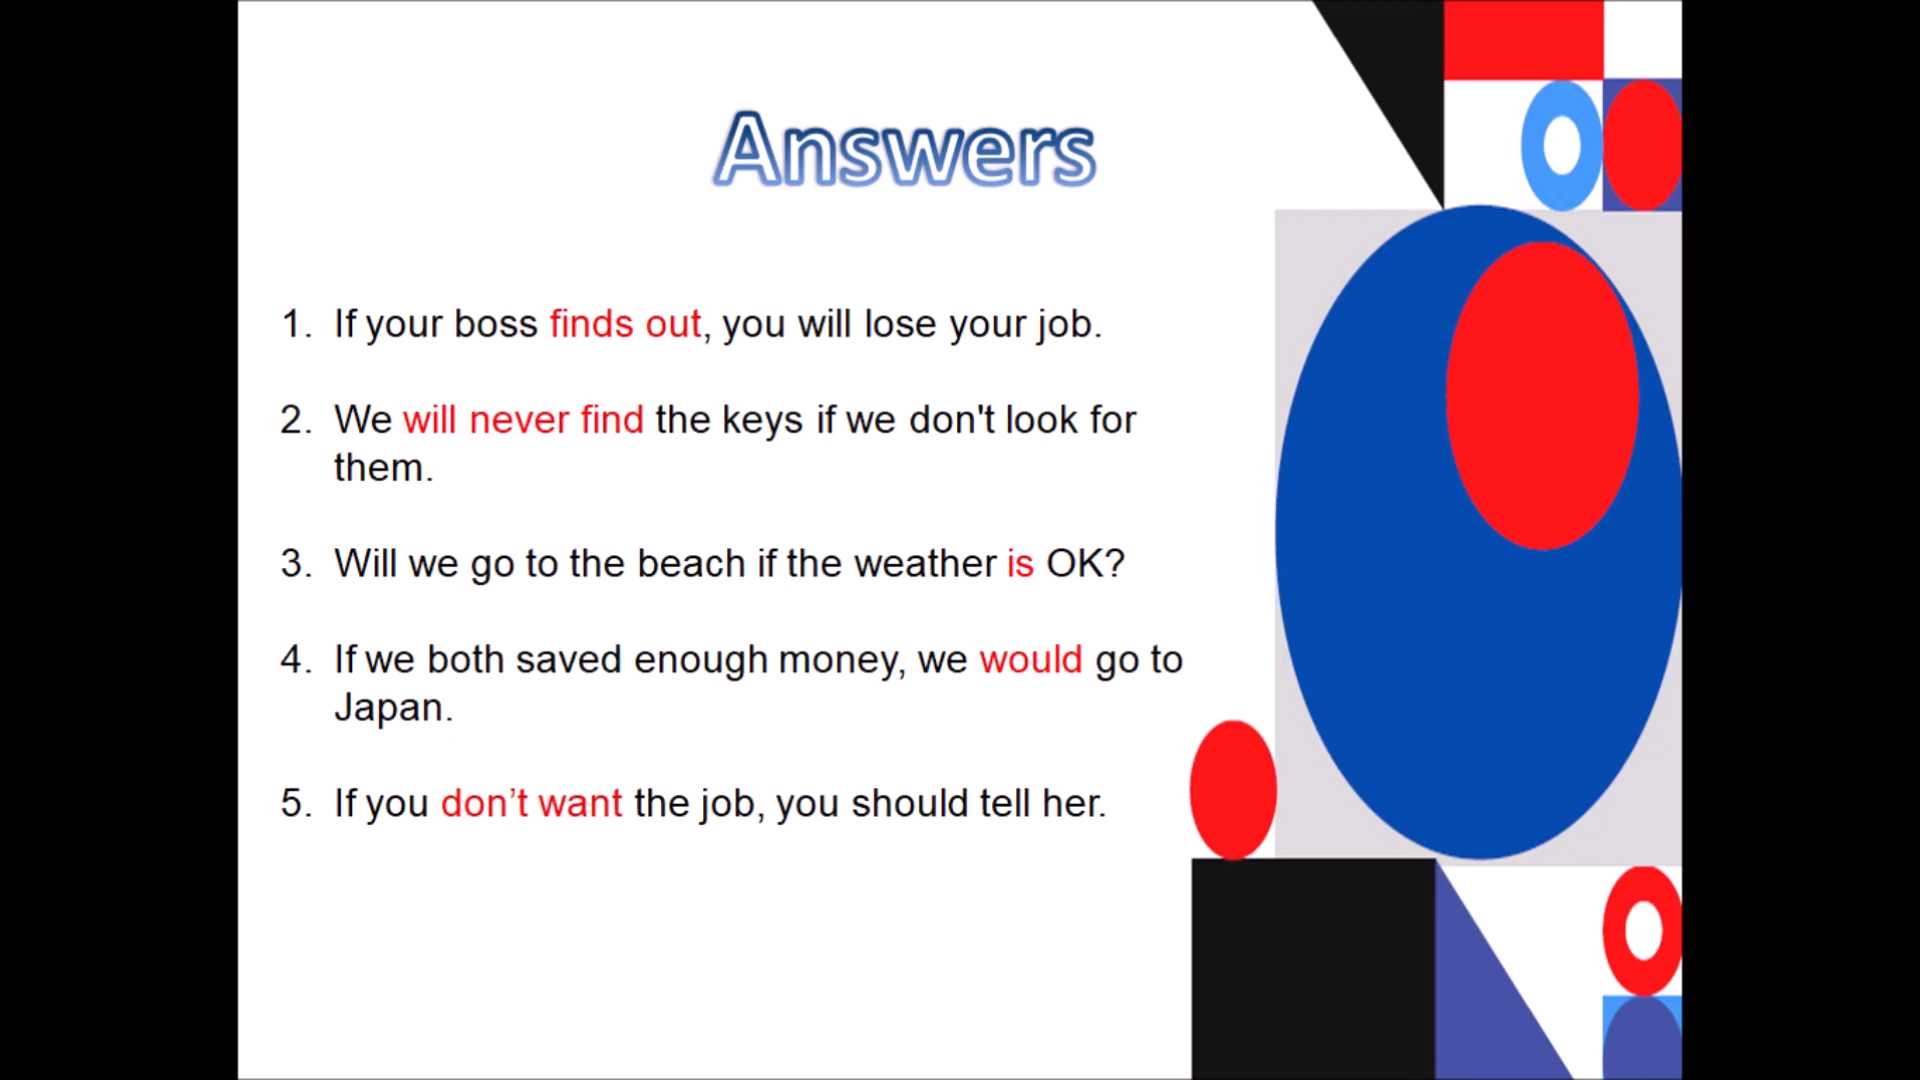 Answers
1. If your boss finds out, you will lose your job.
2. We will never find the keys if we don't look for
them.
3. Will we go to the beach if the weather is OK?
4. If we both saved enough money, we would go to
Japan.
5. If you don’t want the job, you should tell her.